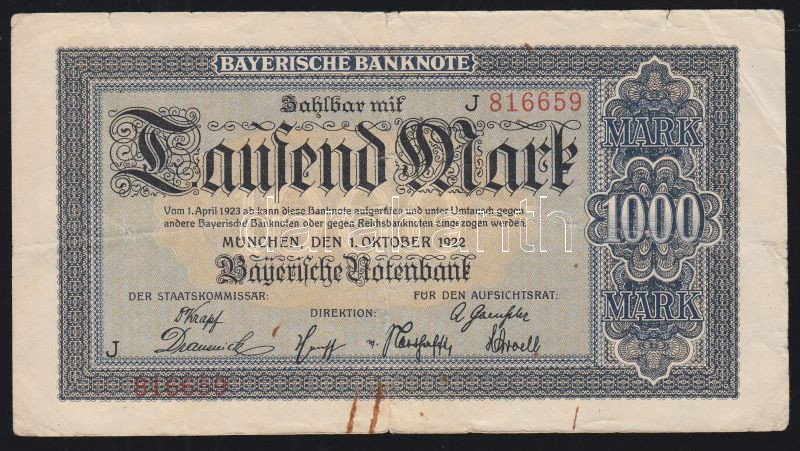 BAYERISCHE BANKNOTE
Zahlbar mit J 816659
Tausend Mark
Vom 1. April 1923 ab kann diese Banknote aufgerufen und unter Umtausch gegen
andere Bayerische Banknoten oder gegen Reichsbanknoten eingezogen werden.
MÜNCHEN, DEN 1. OKTOBER 1922
Bayerische Notenbank
DER STAATSKOMMISSÄR: FÜR DEN AUFSICHTSRAT:
DIREKTION:
J
816659
MARK
1000
MARK